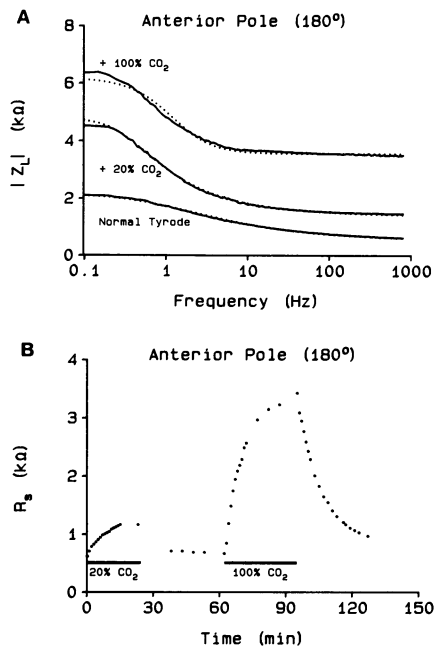 A
Anterior Pole (180º)
8
+ 100% CO2
6
|ZL| (kΩ)
4
+ 20% CO2
2
Normal Tyrode
0
0.1 1 10 100 1000
Frequency (Hz)
B
Anterior Pole (180º)
4
3
Rs (kΩ)
2
1
20% CO2
100% CO2
0
0 30 60 90 120 150
Time (min)